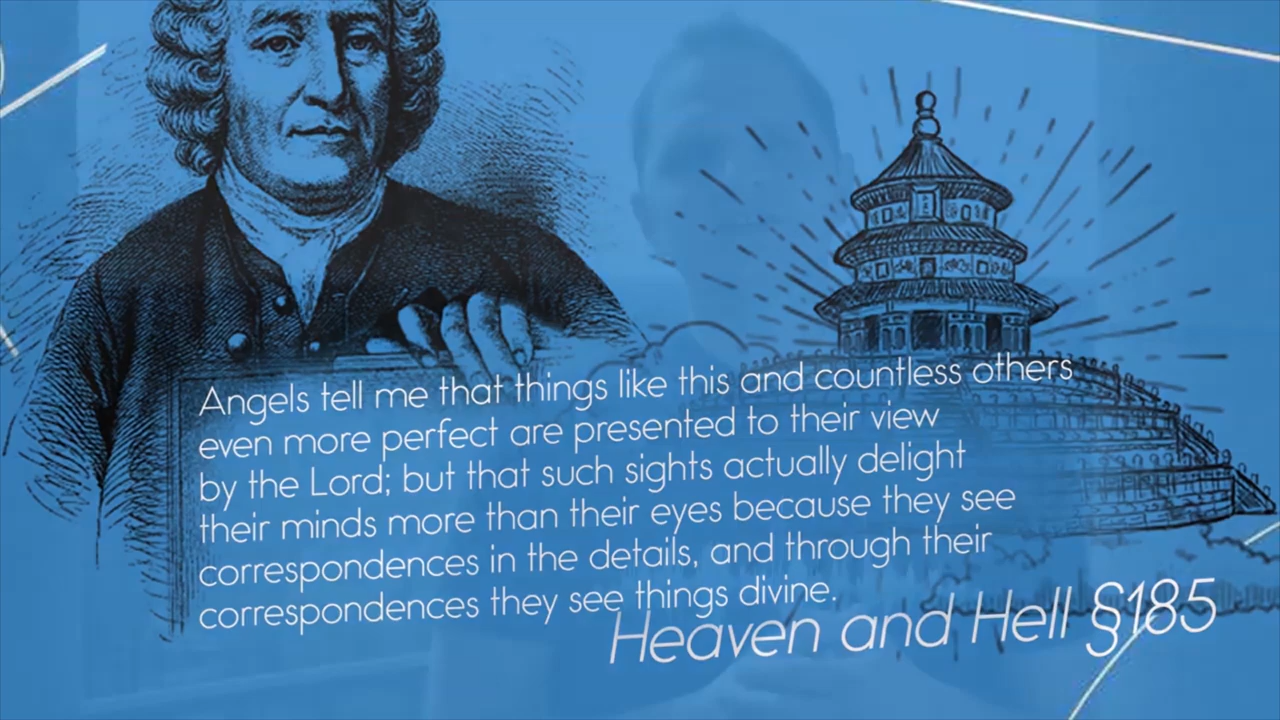 Angels tell me that things like this and countless others
even more perfect are presented to their view
by the Lord; but that such sights actually delight
their minds more than their eyes because they see
correspondences in the details, and through their
correspondences they see things divine.
Heaven and Hell §185